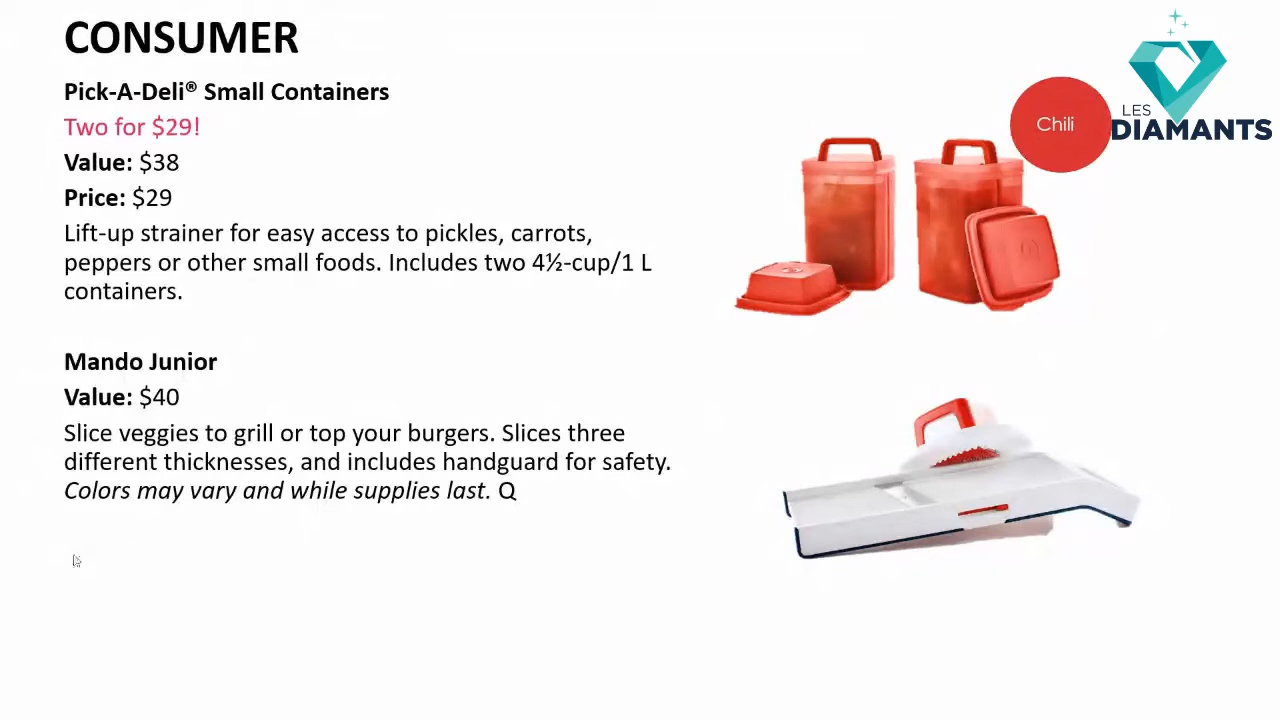 CONSUMER
Pick-A-Deli® Small Containers
Two for $29!
Value: $38
Price: $29
Lift-up strainer for easy access to pickles, carrots,
peppers or other small foods. Includes two 4½-cup/1 L
containers.
Mando Junior
Value: $40
Slice veggies to grill or top your burgers. Slices three
different thicknesses, and includes handguard for safety.
Colors may vary and while supplies last. Q
Chili
LES
DIAMANTS